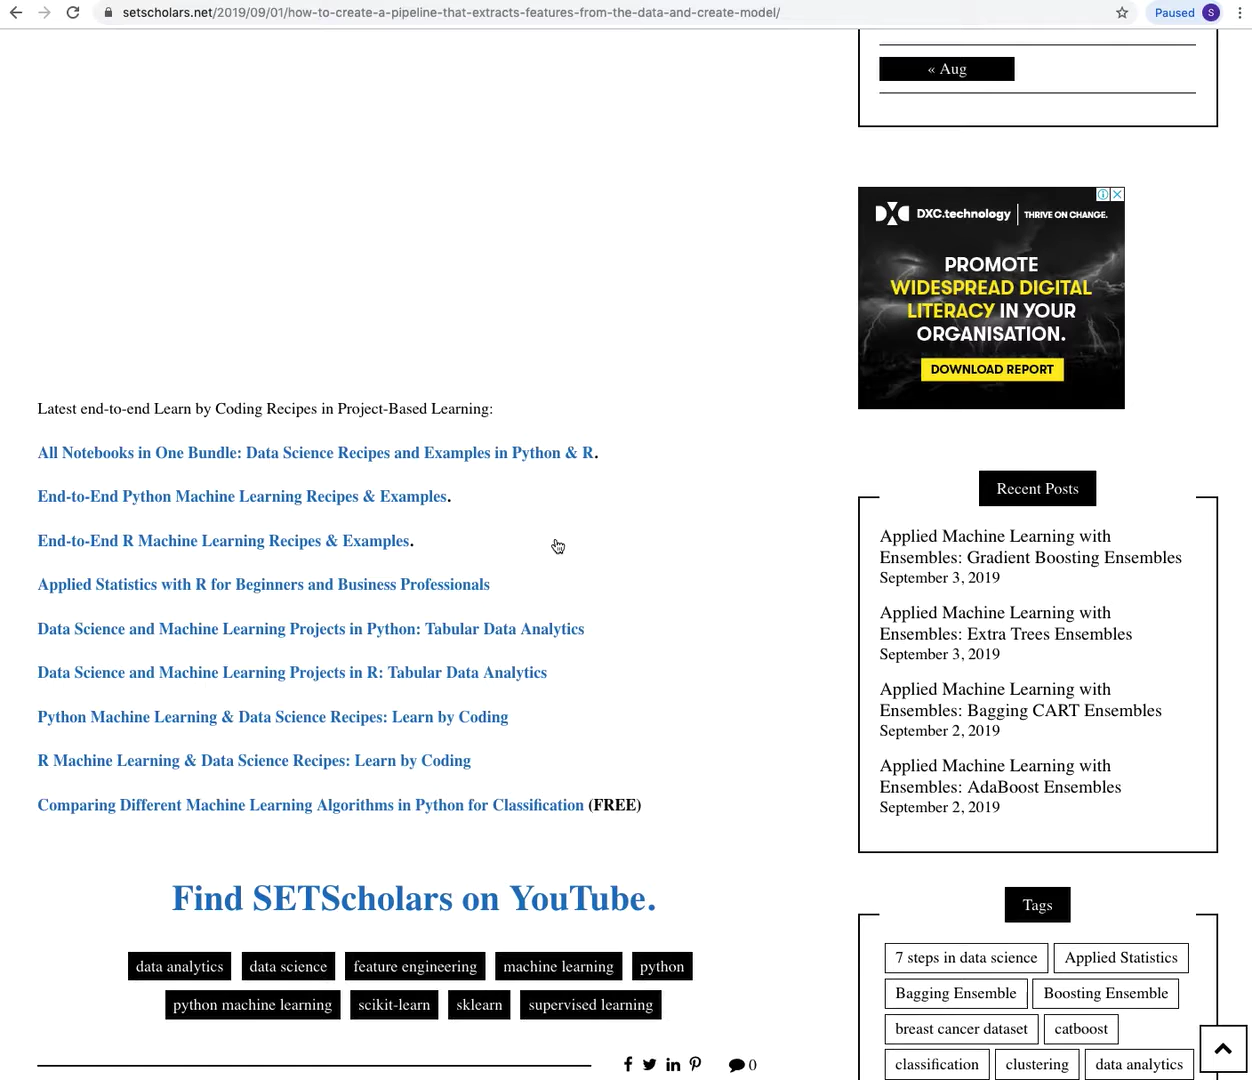 setscholars.net/2019/09/01/how-to-create-a-pipeline-that-extracts-features-from-the-data-and-create-model/
Paused S
« Aug
DXC.technology | THRIVE ON CHANGE.
PROMOTE
WIDESPREAD DIGITAL
LITERACY IN YOUR
ORGANISATION.
DOWNLOAD REPORT
Latest end-to-end Learn by Coding Recipes in Project-Based Learning:
All Notebooks in One Bundle: Data Science Recipes and Examples in Python & R.
End-to-End Python Machine Learning Recipes & Examples.
End-to-End R Machine Learning Recipes & Examples.
Applied Statistics with R for Beginners and Business Professionals
Data Science and Machine Learning Projects in Python: Tabular Data Analytics
Data Science and Machine Learning Projects in R: Tabular Data Analytics
Python Machine Learning & Data Science Recipes: Learn by Coding
R Machine Learning & Data Science Recipes: Learn by Coding
Comparing Different Machine Learning Algorithms in Python for Classification (FREE)
Find SETScholars on YouTube.
data analytics data science feature engineering machine learning python
python machine learning scikit-learn sklearn supervised learning
0
Recent Posts
Applied Machine Learning with
Ensembles: Gradient Boosting Ensembles
September 3, 2019
Applied Machine Learning with
Ensembles: Extra Trees Ensembles
September 3, 2019
Applied Machine Learning with
Ensembles: Bagging CART Ensembles
September 2, 2019
Applied Machine Learning with
Ensembles: AdaBoost Ensembles
September 2, 2019
Tags
7 steps in data science Applied Statistics
Bagging Ensemble Boosting Ensemble
breast cancer dataset catboost
classification clustering data analytics